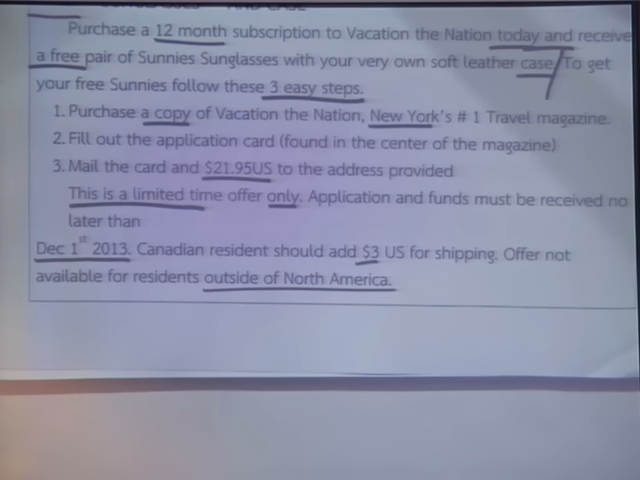 AND CASE
Purchase a 12 month subscription to Vacation the Nation today and receive
a free pair of Sunnies Sunglasses with your very own soft leather case. To get
your free Sunnies follow these 3 easy steps.
1. Purchase a copy of Vacation the Nation, New York's # 1 Travel magazine.
2. Fill out the application card (found in the center of the magazine)
3. Mail the card and $21.95US to the address provided
This is a limited time offer only. Application and funds must be received no
later than
Dec 1st 2013. Canadian resident should add $3 US for shipping. Offer not
available for residents outside of North America.